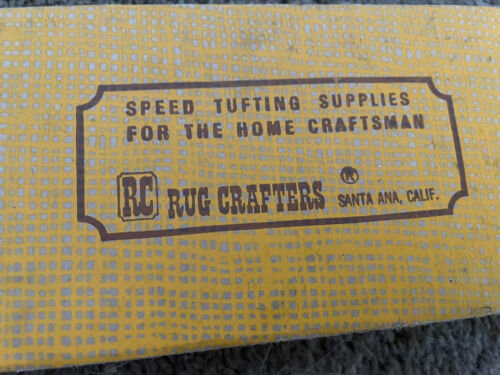 SPEED TUFTING SUPPLIES
FOR THE HOME CRAFTSMAN
RC RUG CRAFTERS ® SANTA ANA, CALIF.